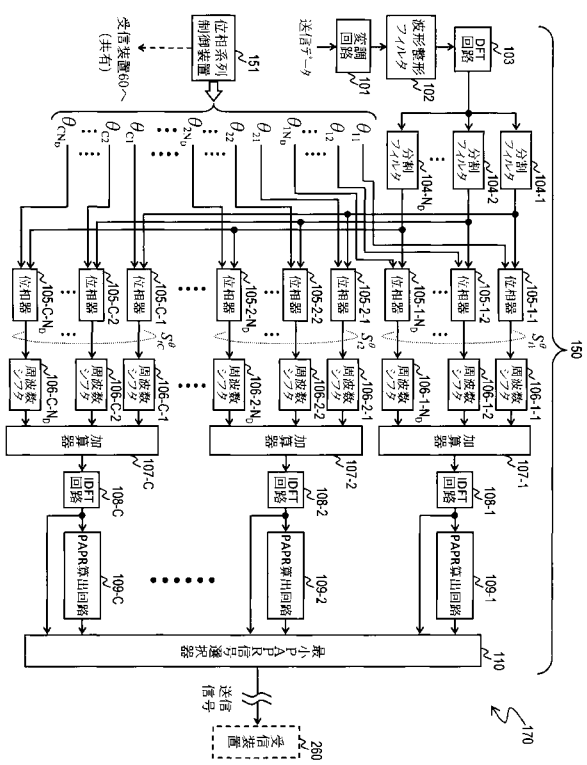 170
150
送信データ
変調回路
101
波形整形フィルタ
102
DFT回路
103
位相系列制御装置
151
受信装置60へ
(共有)
分割フィルタ
104-1
分割フィルタ
104-2
分割フィルタ
104-N_D
θ_11
θ_12
θ_1N_D
θ_21
θ_22
θ_2N_D
θ_C1
θ_C2
θ_CN_D
位相器
105-1-1
位相器
105-1-2
位相器
105-1-N_D
位相器
105-2-1
位相器
105-2-2
位相器
105-2-N_D
位相器
105-C-1
位相器
105-C-2
位相器
105-C-N_D
S^θ_i1
S^θ_i2
S^θ_iC
周波数シフタ
106-1-1
周波数シフタ
106-1-2
周波数シフタ
106-1-N_D
周波数シフタ
106-2-1
周波数シフタ
106-2-2
周波数シフタ
106-2-N_D
周波数シフタ
106-C-1
周波数シフタ
106-C-2
周波数シフタ
106-C-N_D
加算器
107-1
加算器
107-2
加算器
107-C
IDFT回路
108-1
IDFT回路
108-2
IDFT回路
108-C
PAPR算出回路
109-1
PAPR算出回路
109-2
PAPR算出回路
109-C
最小PAPR信号選択器
110
送信信号
受信装置
260